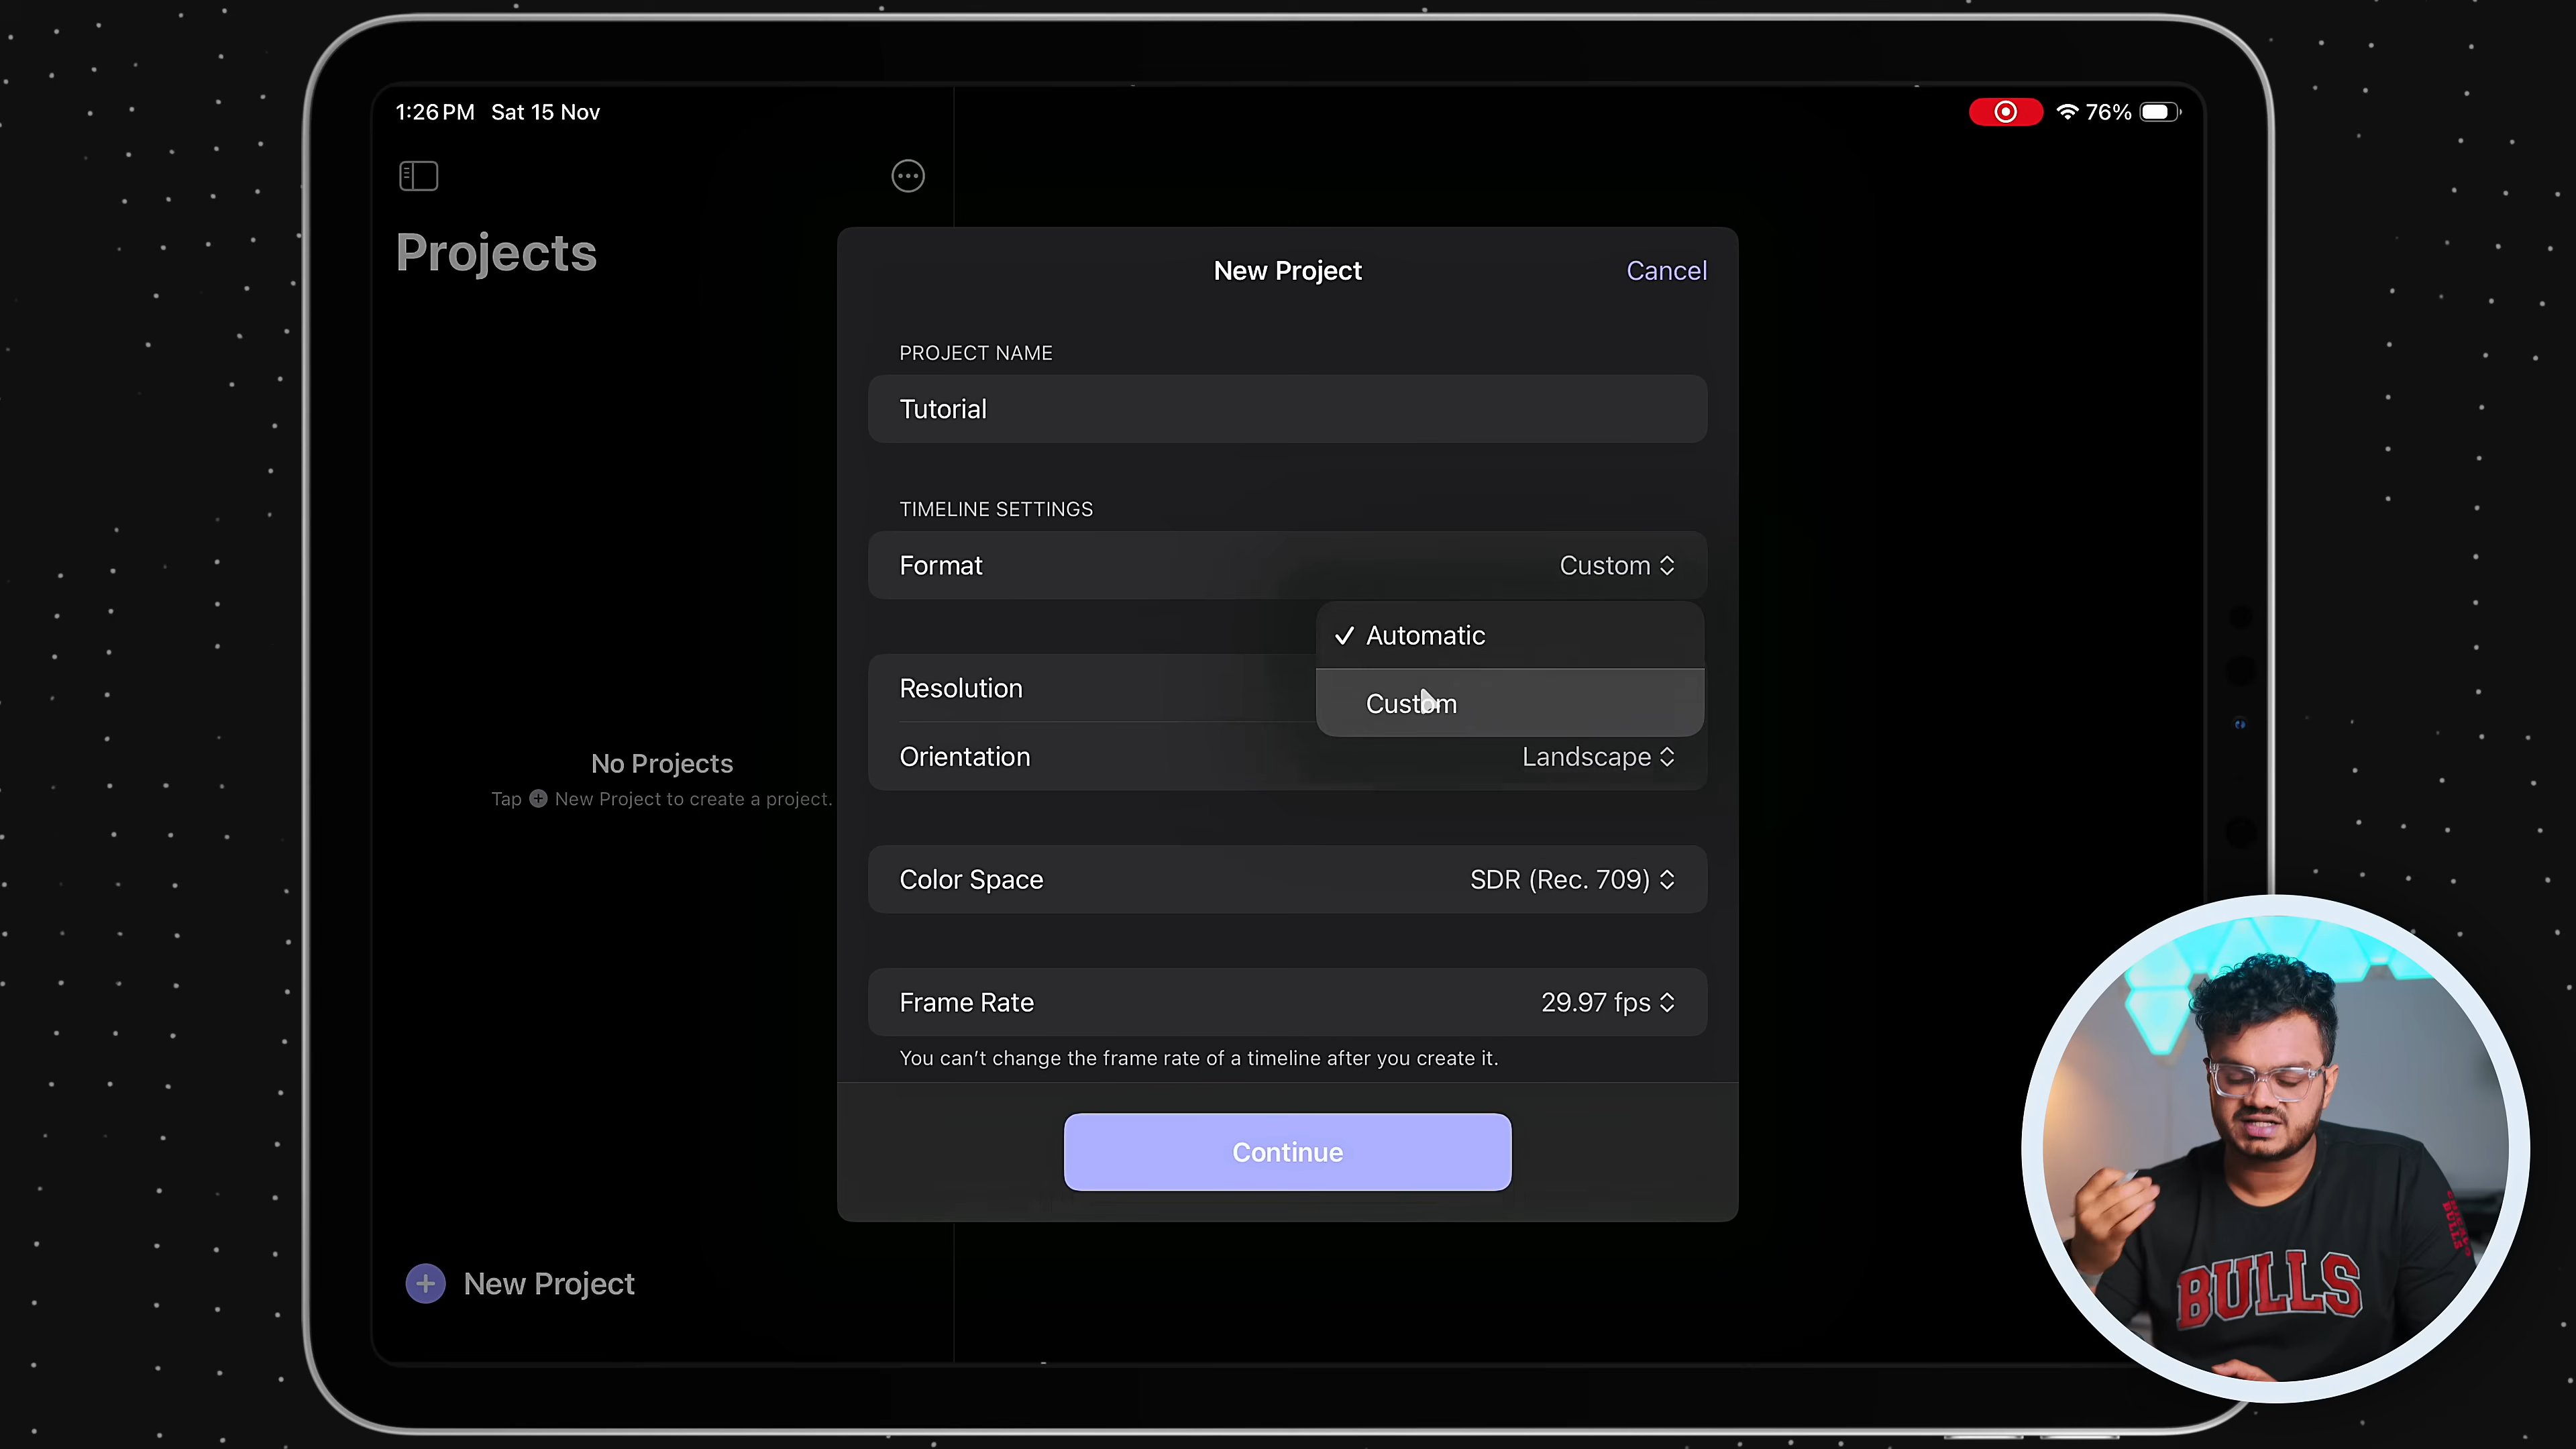 1:26 PM Sat 15 Nov
76%
Projects
New Project
Cancel
PROJECT NAME
Tutorial
TIMELINE SETTINGS
Format
Custom
Automatic
Custom
Resolution
Orientation
Landscape
No Projects
Tap + New Project to create a project.
Color Space
SDR (Rec. 709)
Frame Rate
29.97 fps
You can't change the frame rate of a timeline after you create it.
Continue
New Project
BULLS